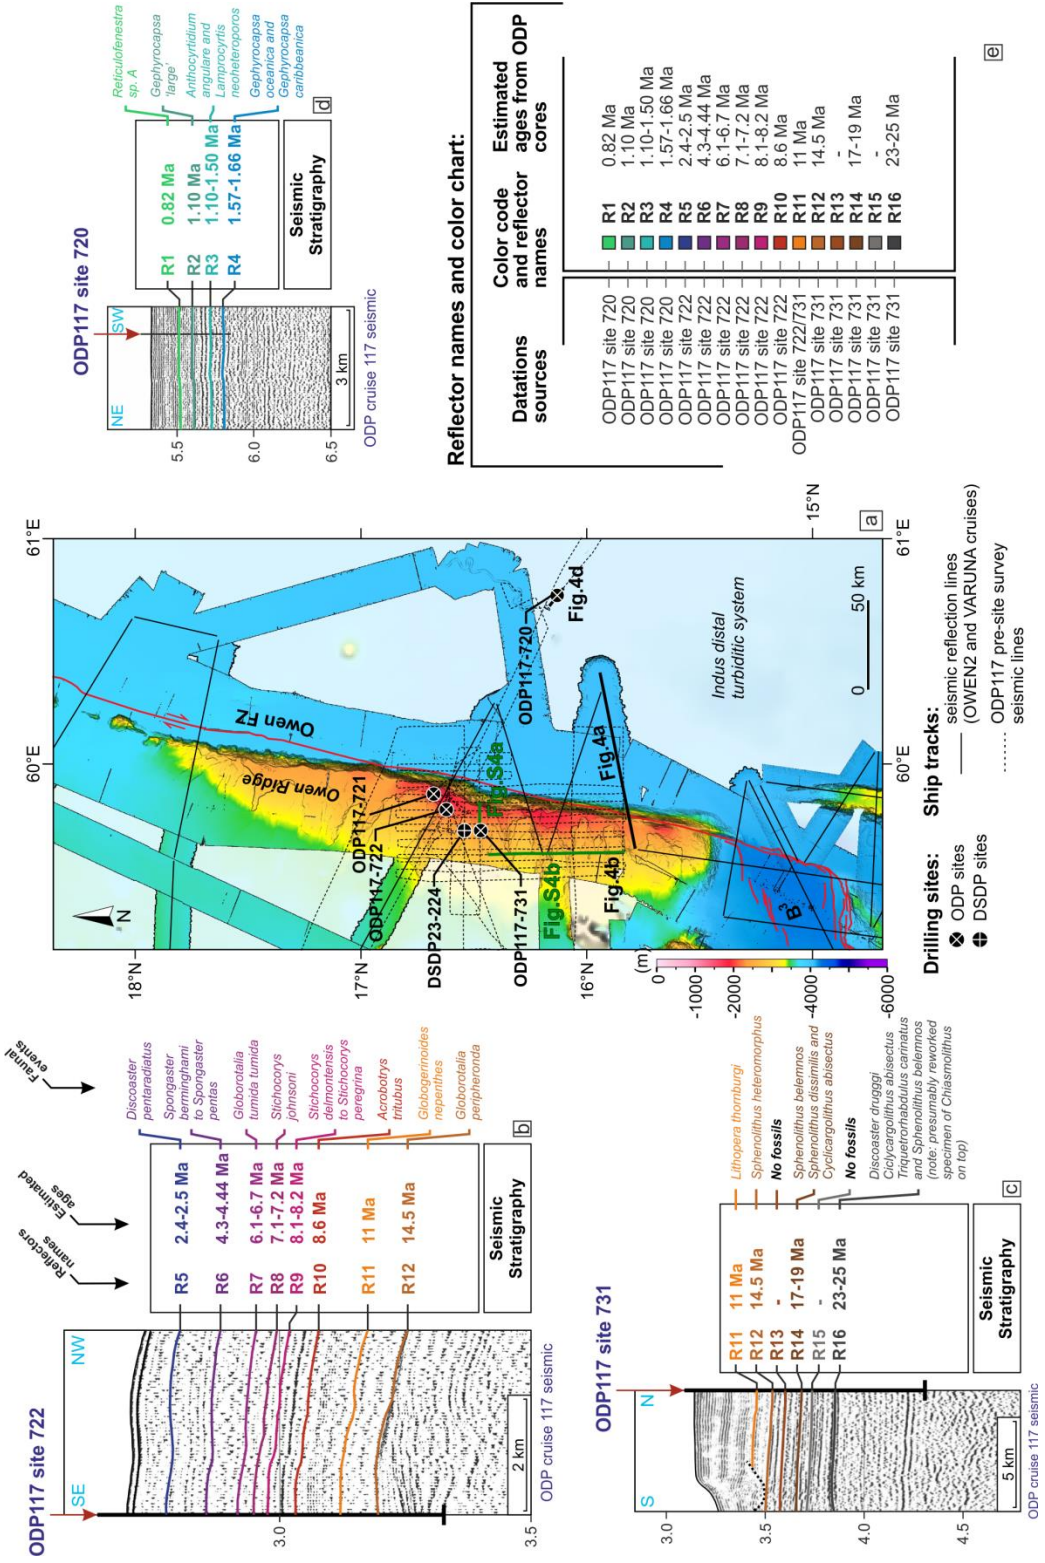 ODP117 site 722
SE
NW
3.0
3.5
2 km
ODP cruise 117 seismic
Reflectors
names
Estimated
ages
Faunal
events
R5 2.4-2.5 Ma
R6 4.3-4.44 Ma
R7 6.1-6.7 Ma
R8 7.1-7.2 Ma
R9 8.1-8.2 Ma
R10 8.6 Ma
R11 11 Ma
R12 14.5 Ma
Seismic
Stratigraphy
Discoaster
pentaradiatus
Spongaster
berminghami
to Spongaster
pentas
Globorotalia
tumida tumida
Stichocorys
johnsoni
Stichocorys
delmontensis
to Stichocorys
peregrina
Acrobotrys
tritubus
Globogerinoides
nepenthes
Globorotalia
peripheronda
b
ODP117 site 731
S
N
3.0
3.5
4.0
4.5
5 km
ODP cruise 117 seismic
R11 11 Ma
R12 14.5 Ma
R13 -
R14 17-19 Ma
R15 -
R16 23-25 Ma
Seismic
Stratigraphy
Lithopera thornburgi
Sphenolithus heteromorphus
No fossils
Sphenolithus belemnos
Sphenolithus dissimilis and
Cyclicargolithus abisectus
No fossils
Discoaster drugggi
Ciclycargolithus abisectus
Triquetrorhabdulus carinatus
and Sphenolithus belemnos
(note: presumably reworked
specimen of Chiasmolithus
on top)
c
18°N
17°N
16°N
15°N
60°E
61°E
60°E
61°E
N
Owen Ridge
Owen FZ
ODP117-721
ODP117-722
DSDP23-224
ODP117-731
ODP117-720
Fig.S4a
Fig.S4b
Fig.4a
Fig.4b
Fig.4d
B³
Indus distal
turbiditic system
0 50 km
a
(m)
0
-1000
-2000
-4000
-6000
Drilling sites:
ODP sites
DSDP sites
Ship tracks:
seismic reflection lines
(OWEN2 and VARUNA cruises)
ODP117 pre-site survey
seismic lines
ODP117 site 720
NE
SW
5.5
6.0
6.5
3 km
ODP cruise 117 seismic
R1 0.82 Ma
R2 1.10 Ma
R3 1.10-1.50 Ma
R4 1.57-1.66 Ma
Seismic
Stratigraphy
Reticulofenestra
sp. A
Gephyrocapsa
'large'
Anthocyrtidium
angulare and
Lamprocyrtis
neoheteroporos
Gephyrocapsa
oceanica and
Gephyrocapsa
caribbeanica
d
Reflector names and color chart:
Datations
sources
Color code
and reflector
names
Estimated
ages from ODP
cores
ODP117 site 720 R1 0.82 Ma
ODP117 site 720 R2 1.10 Ma
ODP117 site 720 R3 1.10-1.50 Ma
ODP117 site 720 R4 1.57-1.66 Ma
ODP117 site 722 R5 2.4-2.5 Ma
ODP117 site 722 R6 4.3-4.44 Ma
ODP117 site 722 R7 6.1-6.7 Ma
ODP117 site 722 R8 7.1-7.2 Ma
ODP117 site 722 R9 8.1-8.2 Ma
ODP117 site 722 R10 8.6 Ma
ODP117 site 722/731 R11 11 Ma
ODP117 site 731 R12 14.5 Ma
ODP117 site 731 R13 -
ODP117 site 731 R14 17-19 Ma
ODP117 site 731 R15 -
ODP117 site 731 R16 23-25 Ma
e